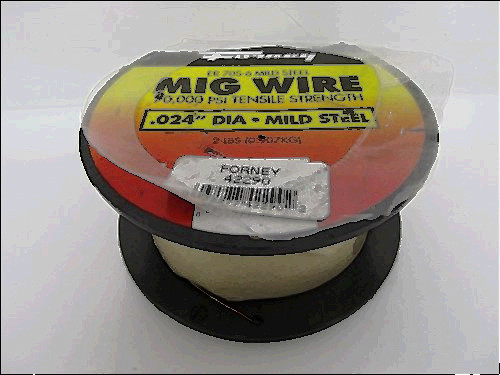 Forney
ER 70S-6 MILD STEEL
MIG WIRE
70,000 PSI TENSILE STRENGTH
.024" DIA • MILD STEEL
2 LBS (0.907KG)
FORNEY
42290